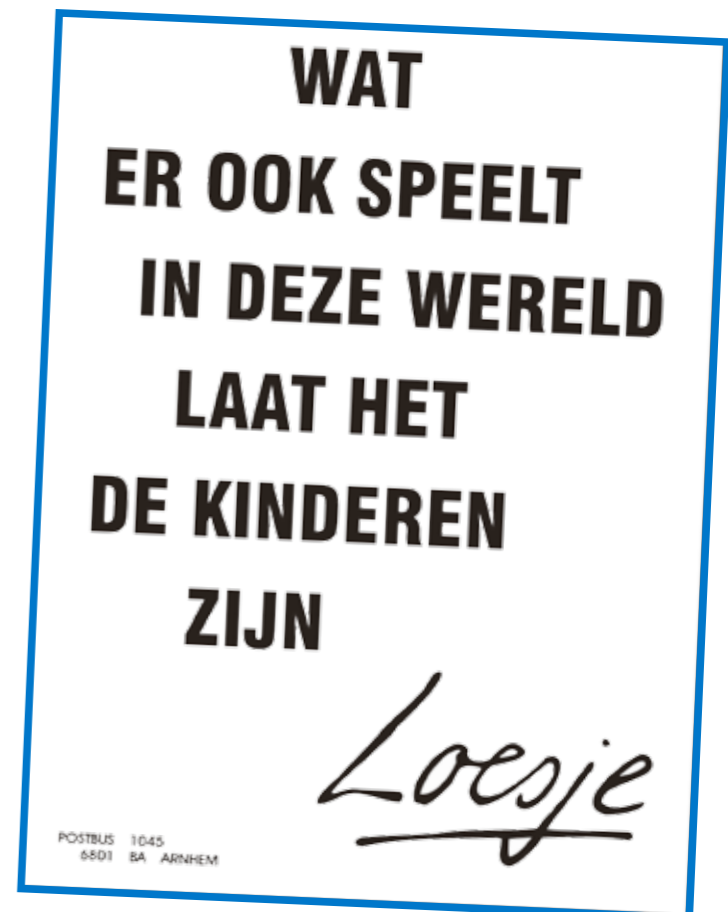 WAT
ER OOK SPEELT
IN DEZE WERELD
LAAT HET
DE KINDEREN
ZIJN
Loesje
POSTBUS 1045
6801 BA ARNHEM